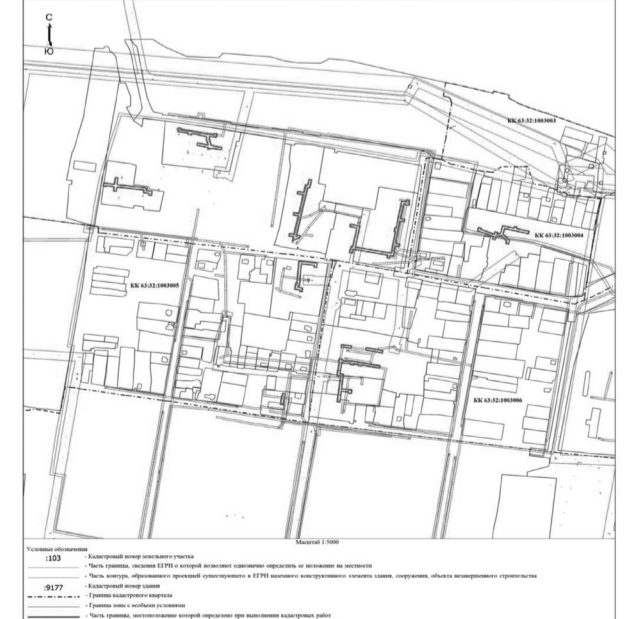 С
Ю
КК 63:32:1003003
КК 63:32:1003004
КК 63:32:1003005
КК 63:32:1003006
Масштаб 1:5000
Условные обозначения
:103 - Кадастровый номер земельного участка
- Часть границы, сведения ЕГРН о которой позволяют однозначно определить ее положение на местности
- Часть контура, образованного проекцией существующего в ЕГРН наземного конструктивного элемента здания, сооружения, объекта незавершенного строительства
:9177 - Кадастровый номер здания
- Граница кадастрового квартала
- Граница зоны с особыми условиями
- Часть границы, местоположение которой определено при выполнении кадастровых работ